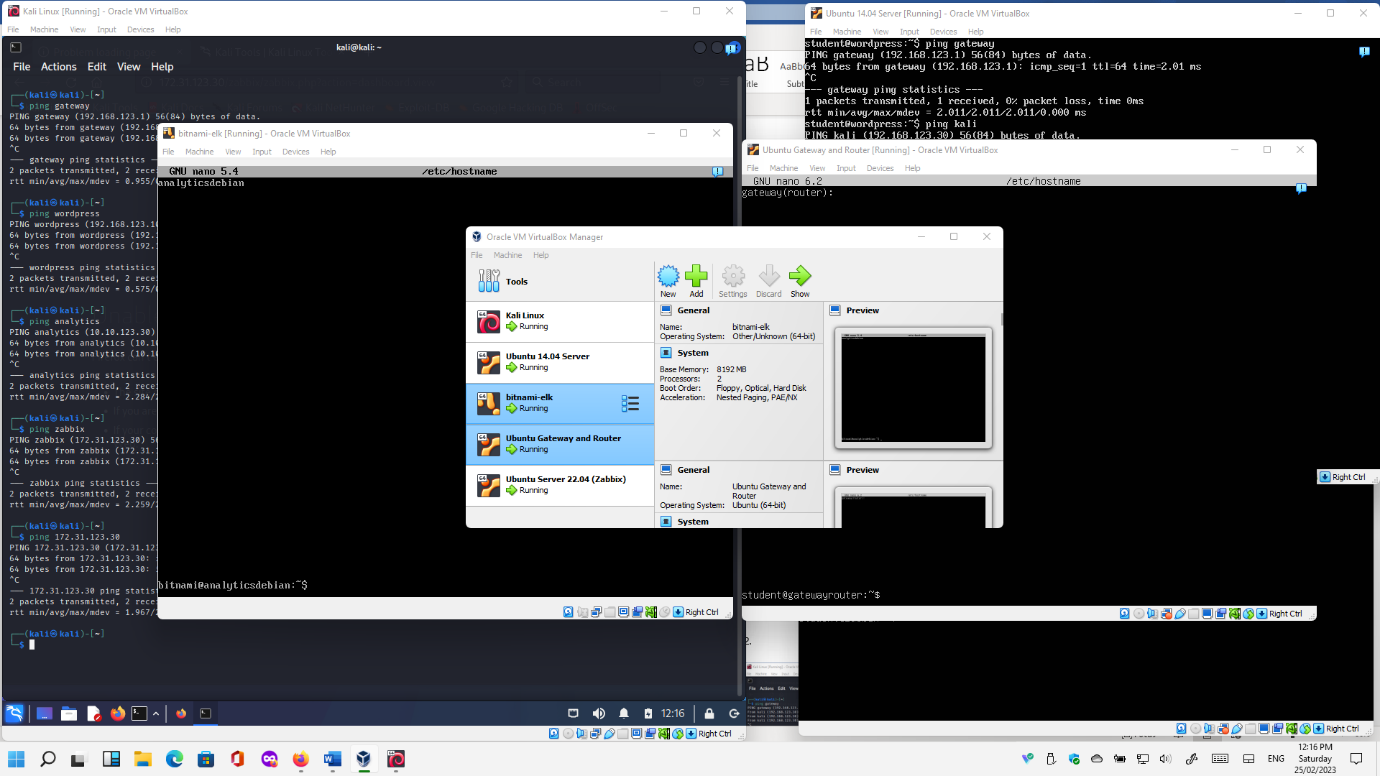 Kali Linux [Running] - Oracle VM VirtualBox
File Machine View Input Devices Help
kali@kali: ~
File Actions Edit View Help
┌──(kali㉿kali)-[~]
└─$ ping gateway
PING gateway (192.168.123.1) 56(84) bytes of data.
64 bytes from gateway (192.168
64 bytes from gateway (192.168
^C
--- gateway ping statistics
2 packets transmitted, 2 rece
rtt min/avg/max/mdev = 0.955/
┌──(kali㉿kali)-[~]
└─$ ping wordpress
PING wordpress (192.123.10
64 bytes from wordpress (192.
64 bytes from wordpress (192.
^C
--- wordpress ping statistics
2 packets transmitted, 2 recei
rtt min/avg/max/mdev = 0.575/
┌──(kali㉿kali)-[~]
└─$ ping analytics
PING analytics (10.10.123.30)
64 bytes from analytics (10.1
64 bytes from analytics (10.1
^C
--- analytics ping statistics
2 packets transmitted, 2 recei
rtt min/avg/max/mdev = 2.284/
┌──(kali㉿kali)-[~]
└─$ ping zabbix
PING zabbix (172.31.123.30) 5
64 bytes from zabbix (172.31.
64 bytes from zabbix (172.31.
^C
--- zabbix ping statistics
2 packets transmitted, 2 recei
rtt min/avg/max/mdev = 2.259/
┌──(kali㉿kali)-[~]
└─$ ping 172.31.123.30
PING 172.31.123.30 (172.31.12
64 bytes from 172.31.123.30:
64 bytes from 172.31.123.30:
^C
--- 172.31.123.30 ping statis
2 packets transmitted, 2 recei
rtt min/avg/max/mdev = 1.967/
┌──(kali㉿kali)-[~]
└─$
12:16
Right Ctrl
bitnami-elk [Running] - Oracle VM VirtualBox
File Machine View Input Devices Help
GNU nano 5.4 /etc/hostname
analyticsdebian
bitnami@analyticsdebian:~$
Right Ctrl
Ubuntu 14.04 Server [Running] - Oracle VM VirtualBox
File Machine View Input Devices Help
student@wordpress:~$ ping gateway
PING gateway (192.168.123.1) 56(84) bytes of data.
64 bytes from gateway (192.168.123.1): icmp_seq=1 ttl=64 time=2.01 ms
^C
--- gateway ping statistics ---
1 packets transmitted, 1 received, 0% packet loss, time 0ms
rtt min/avg/max/mdev = 2.011/2.011/2.011/0.000 ms
student@wordpress:~$ ping kali
PING kali (192.168.123.30) 56(84) bytes of data.
Right Ctrl
Ubuntu Gateway and Router [Running] - Oracle VM VirtualBox
File Machine View Input Devices Help
GNU nano 6.2 /etc/hostname
gateway(router):
student@gatewayrouter:~$
Right Ctrl
Right Ctrl
Oracle VM VirtualBox Manager
File Machine Help
Tools
New Add Settings Discard Show
Kali Linux
Running
Ubuntu 14.04 Server
Running
bitnami-elk
Running
Ubuntu Gateway and Router
Running
Ubuntu Server 22.04 (Zabbix)
Running
General
Name: bitnami-elk
Operating System: Other/Unknown (64-bit)
System
Base Memory: 8192 MB
Processors: 2
Boot Order: Floppy, Optical, Hard Disk
Acceleration: Nested Paging, PAE/NX
Preview
General
Name: Ubuntu Gateway and
Router
Operating System: Ubuntu (64-bit)
System
Preview
2.
ENG
12:16 PM
Saturday
25/02/2023